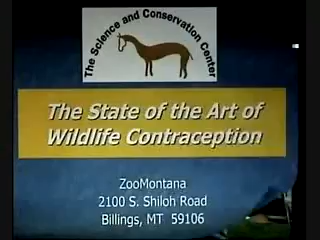 The Science and Conservation Center
The State of the Art of
Wildlife Contraception
ZooMontana
2100 S. Shiloh Road
Billings, MT 59106